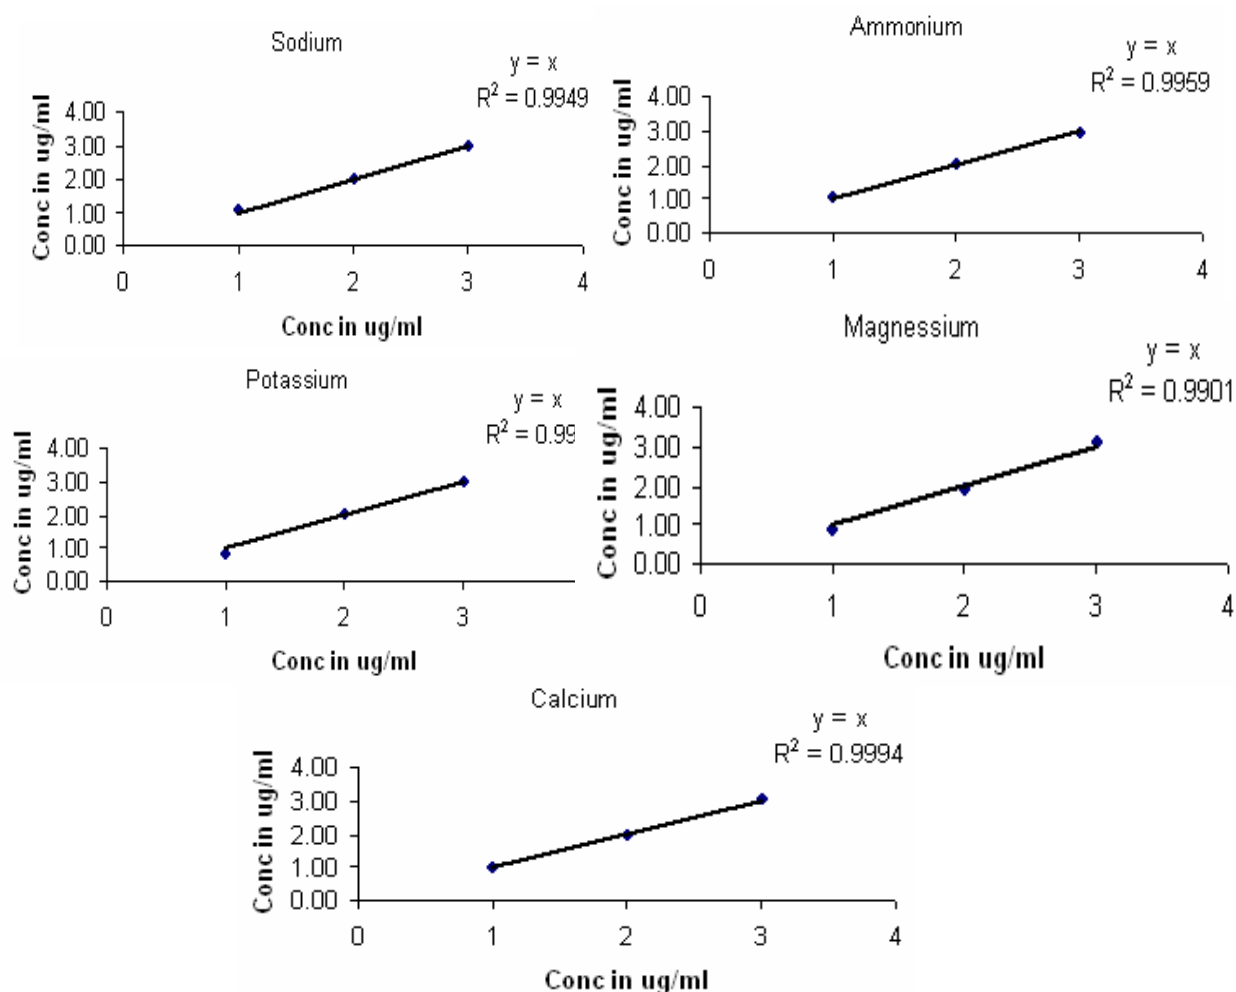 Sodium
y = x
R² = 0.9949
Conc in ug/ml
4.00
3.00
2.00
1.00
0.00
0 1 2 3 4
Conc in ug/ml
Ammonium
y = x
R² = 0.9959
Conc in ug/ml
4.00
3.00
2.00
1.00
0.00
0 1 2 3 4
Potassium
y = x
R² = 0.99
Conc in ug/ml
4.00
3.00
2.00
1.00
0.00
0 1 2 3
Conc in ug/ml
Magnessium
y = x
R² = 0.9901
Conc in ug/ml
4.00
3.00
2.00
1.00
0.00
0 1 2 3 4
Conc in ug/ml
Calcium
y = x
R² = 0.9994
Conc in ug/ml
4.00
3.00
2.00
1.00
0.00
0 1 2 3 4
Conc in ug/ml